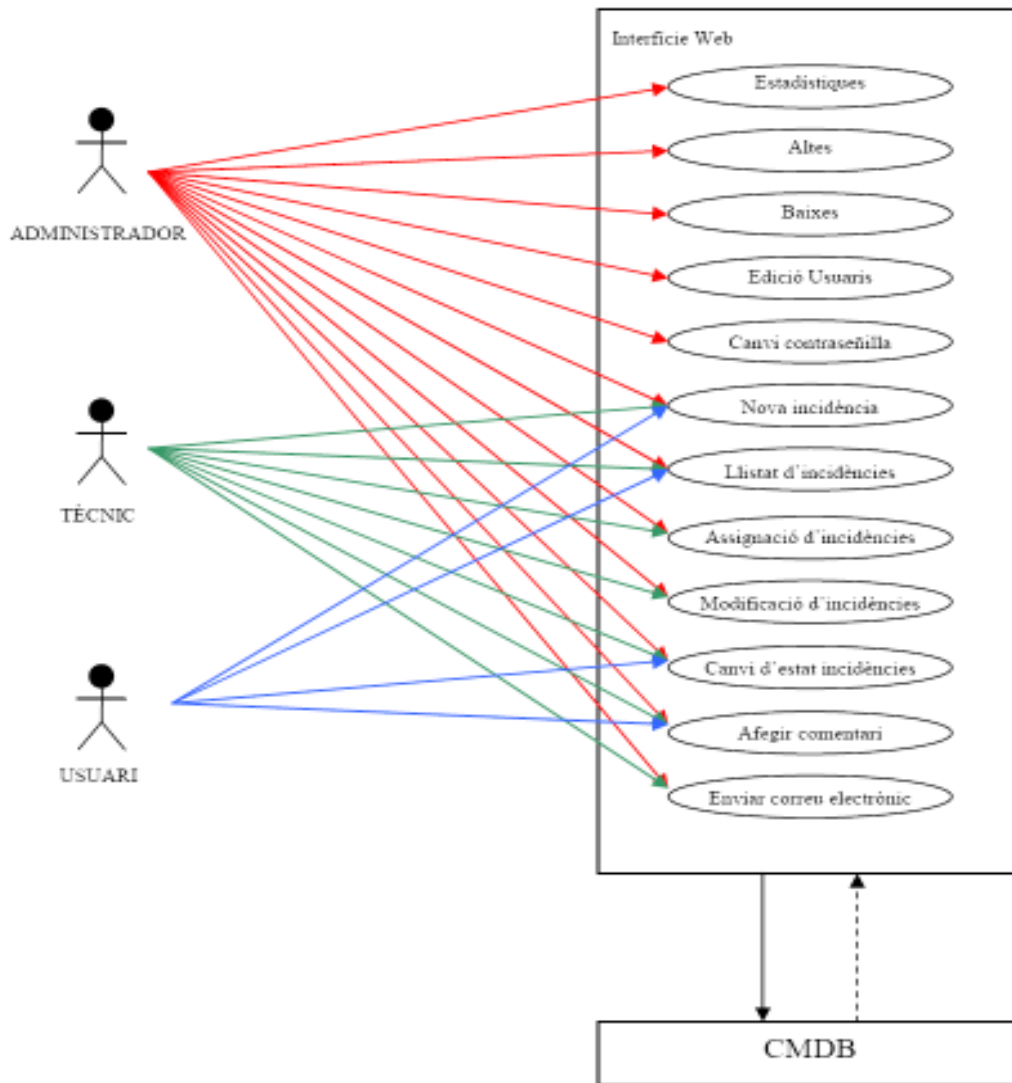 Interfície Web
Estadístiques
Altes
Baixes
Edició Usuaris
Canvi contraseñilla
Nova incidència
Llistat d'incidències
Assignació d'incidències
Modificació d'incidències
Canvi d'estat incidències
Afegir comentari
Enviar correu electrònic
ADMINISTRADOR
TÈCNIC
USUARI
CMDB